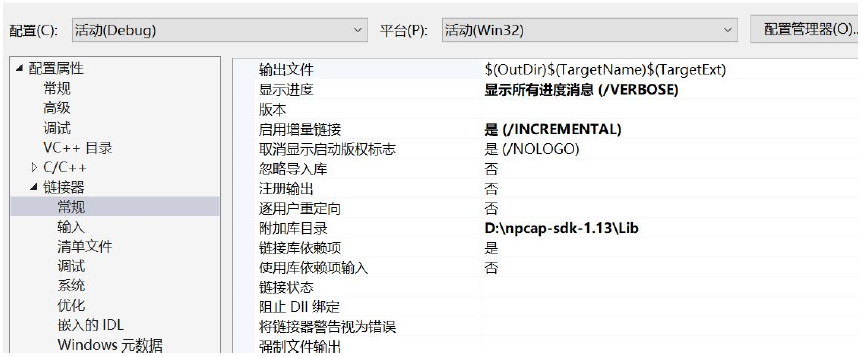 配置(C): 活动(Debug) 平台(P): 活动(Win32) 配置管理器(O)...
配置属性
常规
高级
调试
VC++ 目录
C/C++
链接器
常规
输入
清单文件
调试
系统
优化
嵌入的 IDL
Windows 元数据
输出文件 $(OutDir)$(TargetName)$(TargetExt)
显示进度 显示所有进度消息 (/VERBOSE)
版本
启用增量链接 是 (/INCREMENTAL)
取消显示启动版权标志 是 (/NOLOGO)
忽略导入库 否
注册输出 否
逐用户重定向 否
附加库目录 D:\npcap-sdk-1.13\Lib
链接库依赖项 是
使用库依赖项输入 否
链接状态
阻止 Dll 绑定
将链接器警告视为错误
强制文件输出